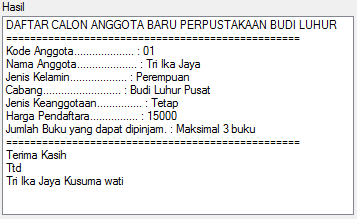 Hasil
DAFTAR CALON ANGGOTA BARU PERPUSTAKAAN BUDI LUHUR
=================================================
Kode Anggota................... : 01
Nama Anggota................... : Tri Ika Jaya
Jenis Kelamin.................. : Perempuan
Cabang......................... : Budi Luhur Pusat
Jenis Keanggotaan.............. : Tetap
Harga Pendaftara............... : 15000
Jumlah Buku yang dapat dipinjam. : Maksimal 3 buku
=================================================
Terima Kasih
Ttd
Tri Ika Jaya Kusuma wati